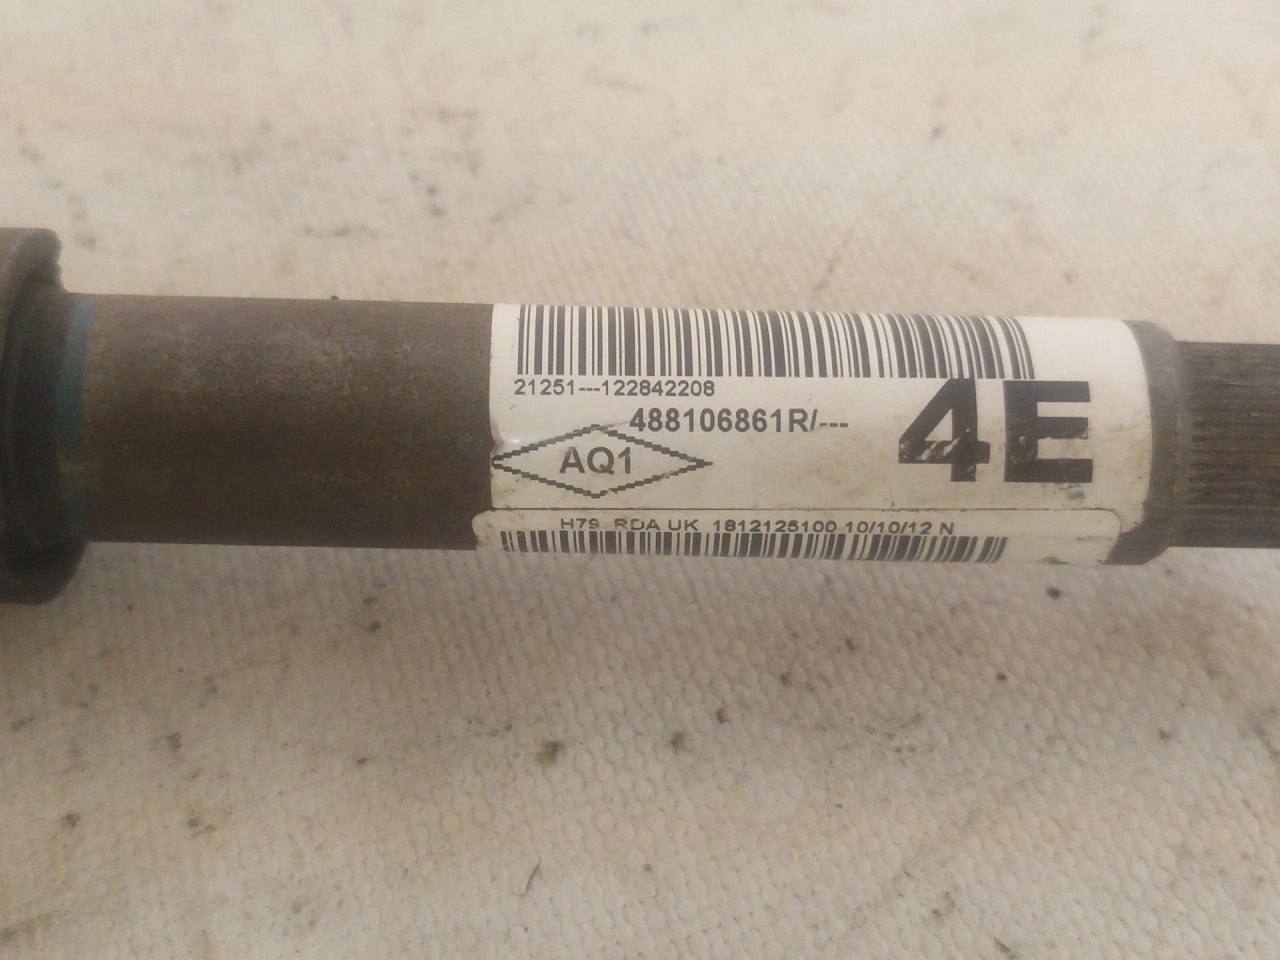 21251---122842208
488106861R/---
AQ1
4E
H79 RDA UK 1812125100 10/10/12 N